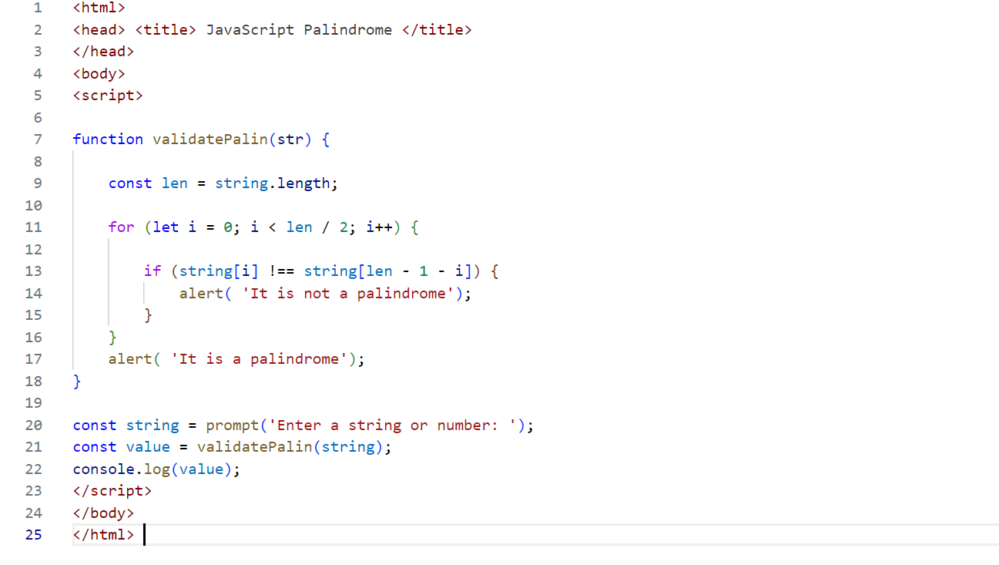 1 <html>
2 <head> <title> JavaScript Palindrome </title>
3 </head>
4 <body>
5 <script>
6
7 function validatePalin(str) {
8
9     const len = string.length;
10
11     for (let i = 0; i < len / 2; i++) {
12
13         if (string[i] !== string[len - 1 - i]) {
14             alert( 'It is not a palindrome');
15         }
16     }
17     alert( 'It is a palindrome');
18 }
19
20 const string = prompt('Enter a string or number: ');
21 const value = validatePalin(string);
22 console.log(value);
23 </script>
24 </body>
25 </html>